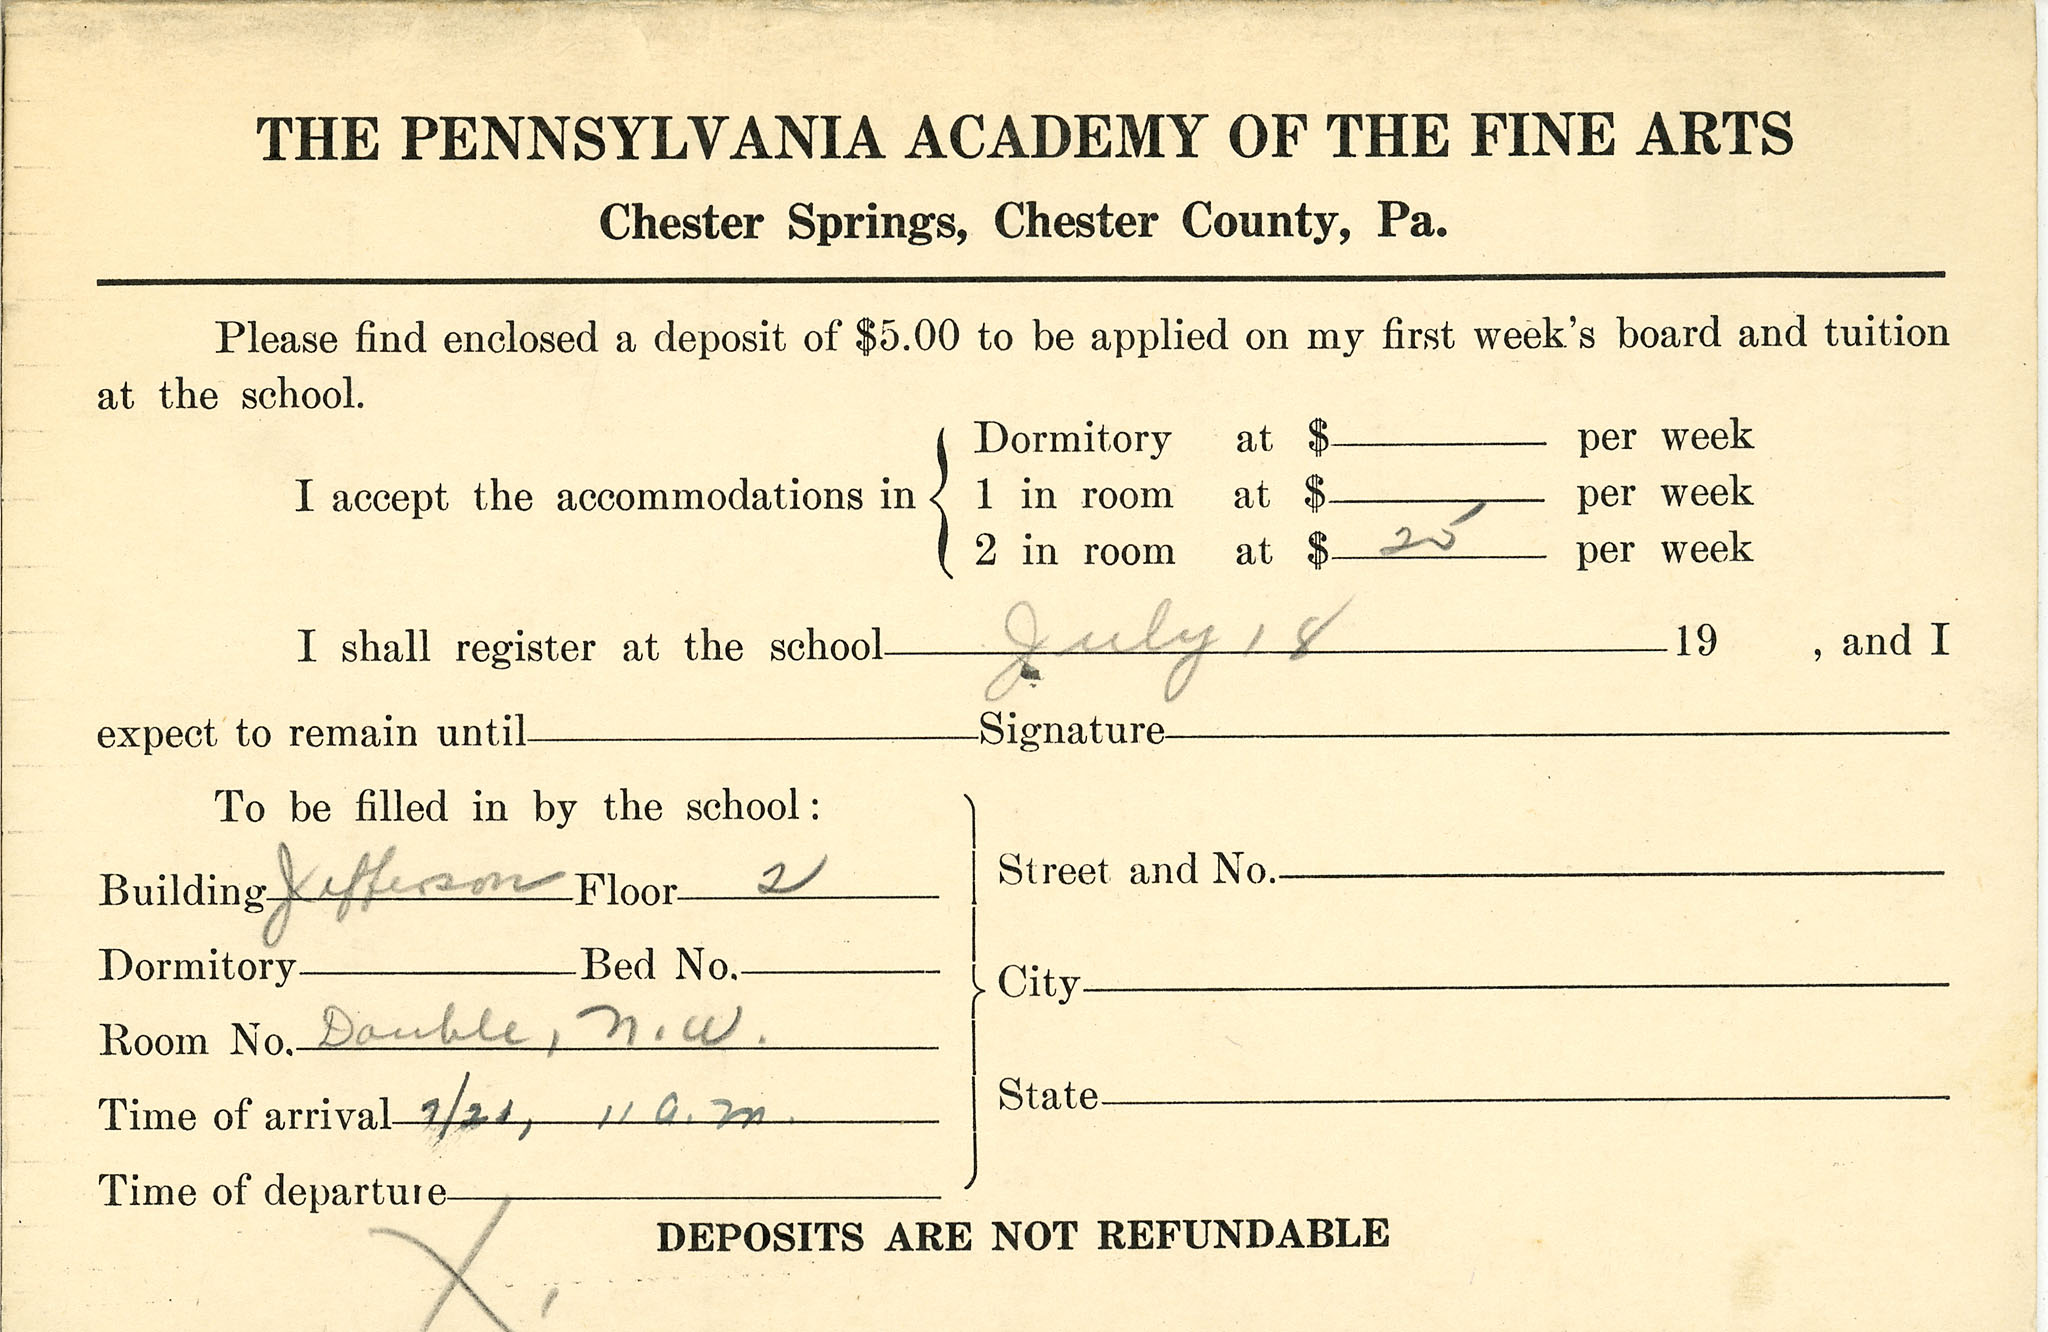 THE PENNSYLVANIA ACADEMY OF THE FINE ARTS
Chester Springs, Chester County, Pa.
Please find enclosed a deposit of $5.00 to be applied on my first week's board and tuition
at the school.
I accept the accommodations in
Dormitory at $ per week
1 in room at $ per week
2 in room at $ 25 per week
I shall register at the school July 18 19 , and I
expect to remain until Signature
To be filled in by the school:
Building Jefferson Floor 2
Dormitory Bed No.
Room No. Double, N.W.
Time of arrival 7/21, 11 a.m.
Time of departure
Street and No.
City
State
DEPOSITS ARE NOT REFUNDABLE
X,